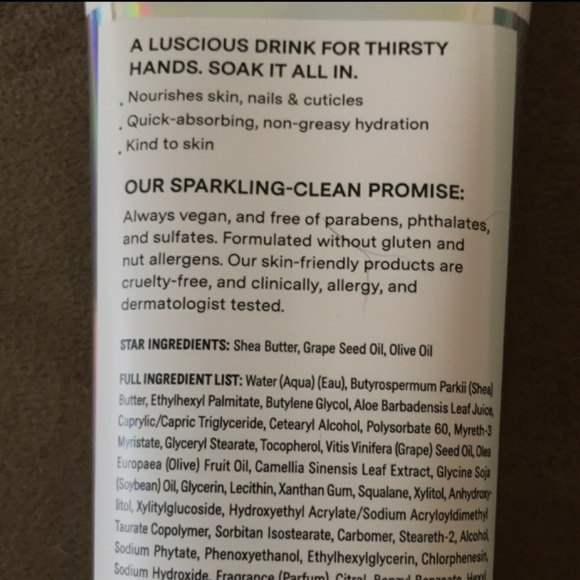 A LUSCIOUS DRINK FOR THIRSTY
HANDS. SOAK IT ALL IN.
. Nourishes skin, nails & cuticles
. Quick-absorbing, non-greasy hydration
. Kind to skin
OUR SPARKLING-CLEAN PROMISE:
Always vegan, and free of parabens, phthalates,
and sulfates. Formulated without gluten and
nut allergens. Our skin-friendly products are
cruelty-free, and clinically, allergy, and
dermatologist tested.
STAR INGREDIENTS: Shea Butter, Grape Seed Oil, Olive Oil
FULL INGREDIENT LIST: Water (Aqua) (Eau), Butyrospermum Parkii (Shea)
Butter, Ethylhexyl Palmitate, Butylene Glycol, Aloe Barbadensis Leaf Juice,
Caprylic/Capric Triglyceride, Cetearyl Alcohol, Polysorbate 60, Myreth-3
Myristate, Glyceryl Stearate, Tocopherol, Vitis Vinifera (Grape) Seed Oil, Olea
Europaea (Olive) Fruit Oil, Camellia Sinensis Leaf Extract, Glycine Soja
(Soybean) Oil, Glycerin, Lecithin, Xanthan Gum, Squalane, Xylitol, Anhydroxy-
litol, Xylitylglucoside, Hydroxyethyl Acrylate/Sodium Acryloyldimethyl
Taurate Copolymer, Sorbitan Isostearate, Carbomer, Steareth-2, Alcohol,
Sodium Phytate, Phenoxyethanol, Ethylhexylglycerin, Chlorphenesin,
Sodium Hydroxide, Fragrance (Parfum), Citral, Benzyl Benzoate,